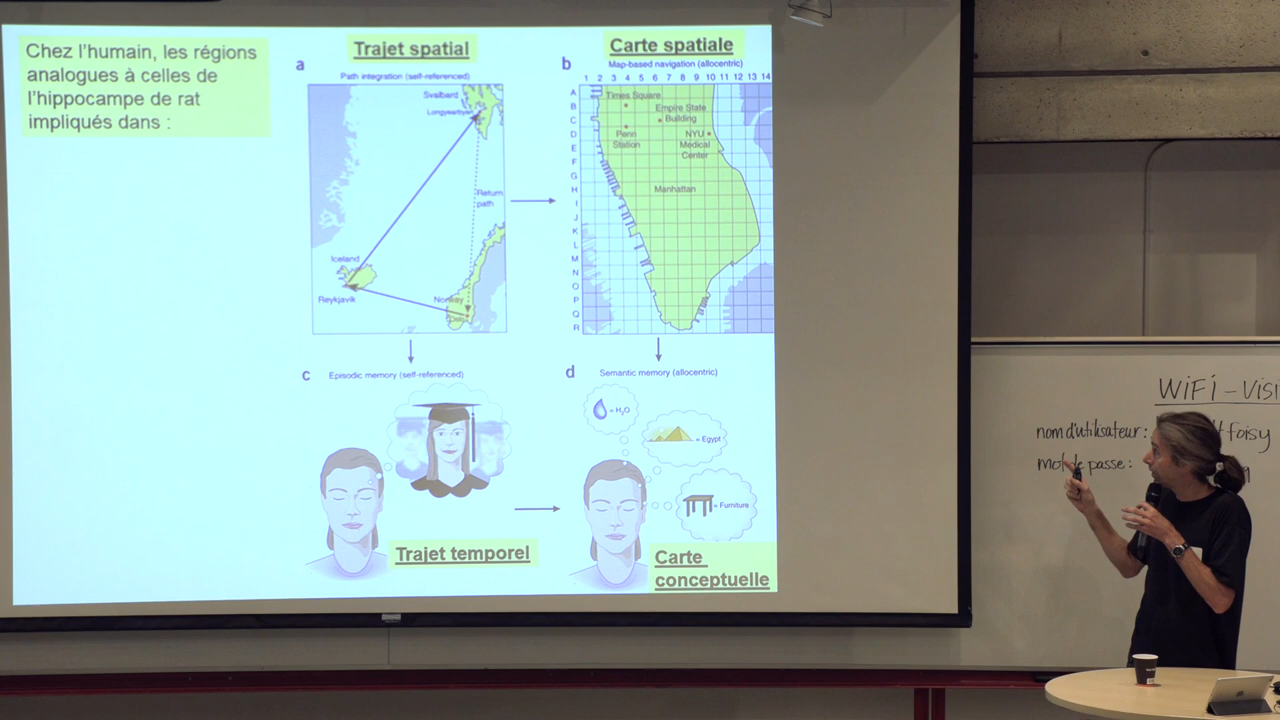 Chez l'humain, les régions
analogues à celles de
l'hippocampe de rat
impliqués dans :
Trajet spatial
a
Path integration (self-referenced)
Svalbard
Longyearbyen
Return
path
Iceland
Reykjavik
Norway
Carte spatiale
b
Map-based navigation (allocentric)
1 2 3 4 5 6 7 8 9 10 11 12 13 14
A
B
C
D
E
F
G
H
I
J
K
L
M
N
O
P
Q
R
Times Square
Empire State
Building
Penn
Station
NYU
Medical
Center
Manhattan
c
Episodic memory (self-referenced)
Trajet temporel
d
Semantic memory (allocentric)
= H₂O
= Egypt
= Furniture
Carte
conceptuelle
WiFi - Visi
nom d'utilisateur : foisy
mot de passe :